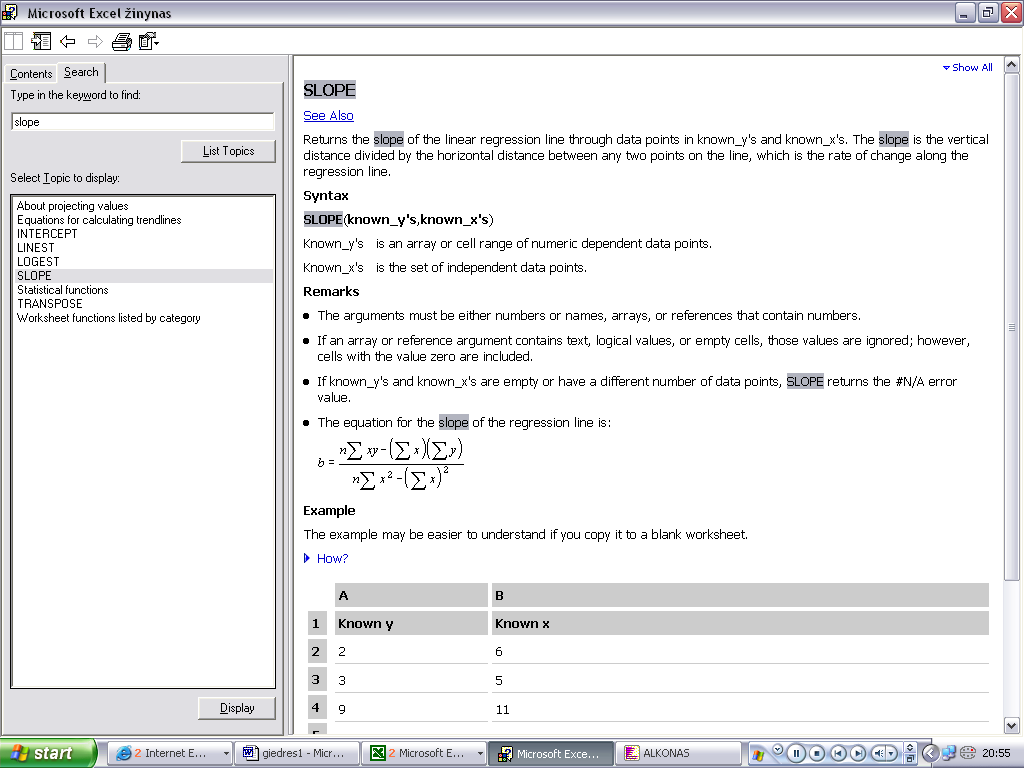 Microsoft Excel žinynas
Contents
Search
Type in the keyword to find:
slope
List Topics
Select Topic to display:
About projecting values
Equations for calculating trendlines
INTERCEPT
LINEST
LOGEST
SLOPE
Statistical functions
TRANSPOSE
Worksheet functions listed by category
Display
Show All
SLOPE
See Also
Returns the slope of the linear regression line through data points in known_y's and known_x's. The slope is the vertical
distance divided by the horizontal distance between any two points on the line, which is the rate of change along the
regression line.
Syntax
SLOPE(known_y's,known_x's)
Known_y's is an array or cell range of numeric dependent data points.
Known_x's is the set of independent data points.
Remarks
• The arguments must be either numbers or names, arrays, or references that contain numbers.
• If an array or reference argument contains text, logical values, or empty cells, those values are ignored; however,
cells with the value zero are included.
• If known_y's and known_x's are empty or have a different number of data points, SLOPE returns the #N/A error
value.
• The equation for the slope of the regression line is:
b = (n∑xy-(∑x)(∑y)) / (n∑x²-(∑x)²)
Example
The example may be easier to understand if you copy it to a blank worksheet.
How?
A B
1 Known y Known x
2 2 6
3 3 5
4 9 11
start
2 Internet E...
giedres1 - Micr...
2 Microsoft E...
Microsoft Exce...
ALKONAS
20:55